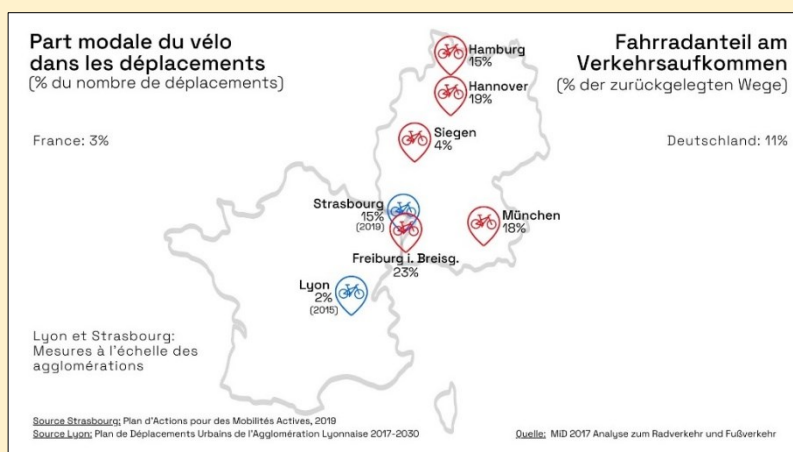 Part modale du vélo
dans les déplacements
(% du nombre de déplacements)
France: 3%
Fahrradanteil am
Verkehrsaufkommen
(% der zurückgelegten Wege)
Deutschland: 11%
Hamburg
15%
Hannover
19%
Siegen
4%
Strasbourg
15%
(2019)
München
18%
Freiburg i. Breisg.
23%
Lyon
2%
(2015)
Lyon et Strasbourg:
Mesures à l'échelle des
agglomérations
Source Strasbourg: Plan d'Actions pour des Mobilités Actives, 2019
Source Lyon: Plan de Déplacements Urbains de l'Agglomération Lyonnaise 2017-2030
Quelle: MiD 2017 Analyse zum Radverkehr und Fußverkehr